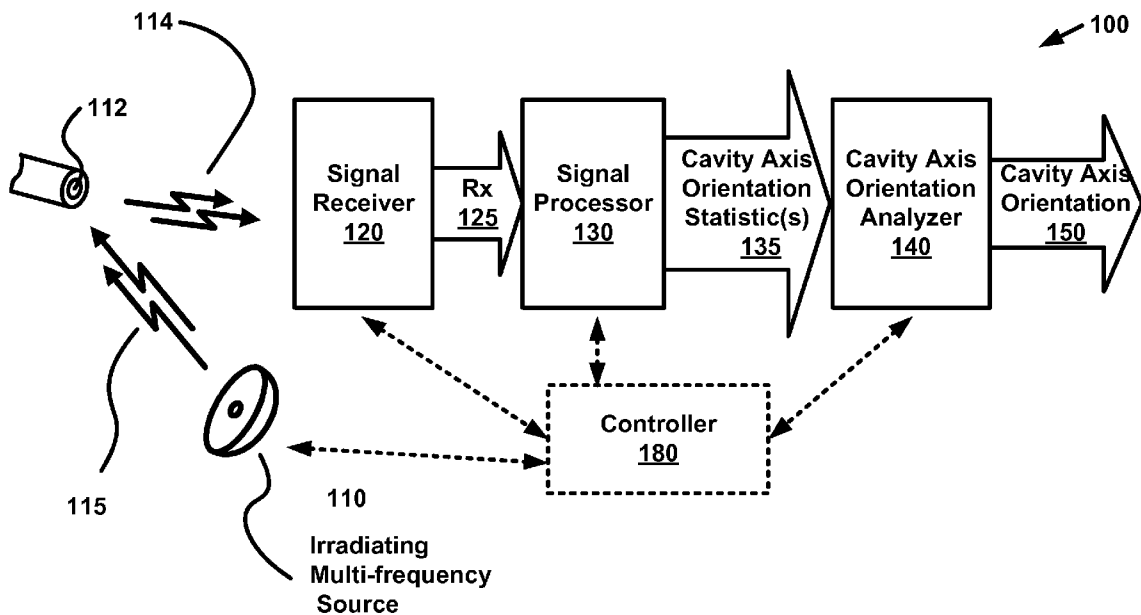 114
100
112
Signal
Receiver
120
Rx
125
Signal
Processor
130
Cavity Axis
Orientation
Statistic(s)
135
Cavity Axis
Orientation
Analyzer
140
Cavity Axis
Orientation
150
Controller
180
115
110
Irradiating
Multi-frequency
Source